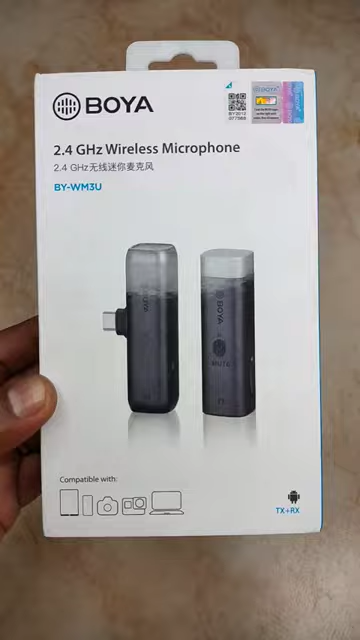 BOYA
2.4 GHz Wireless Microphone
2.4 GHz无线迷你麦克风
BY-WM3U
BOYA
BOYA
MUTE
Compatible with:
TX+RX